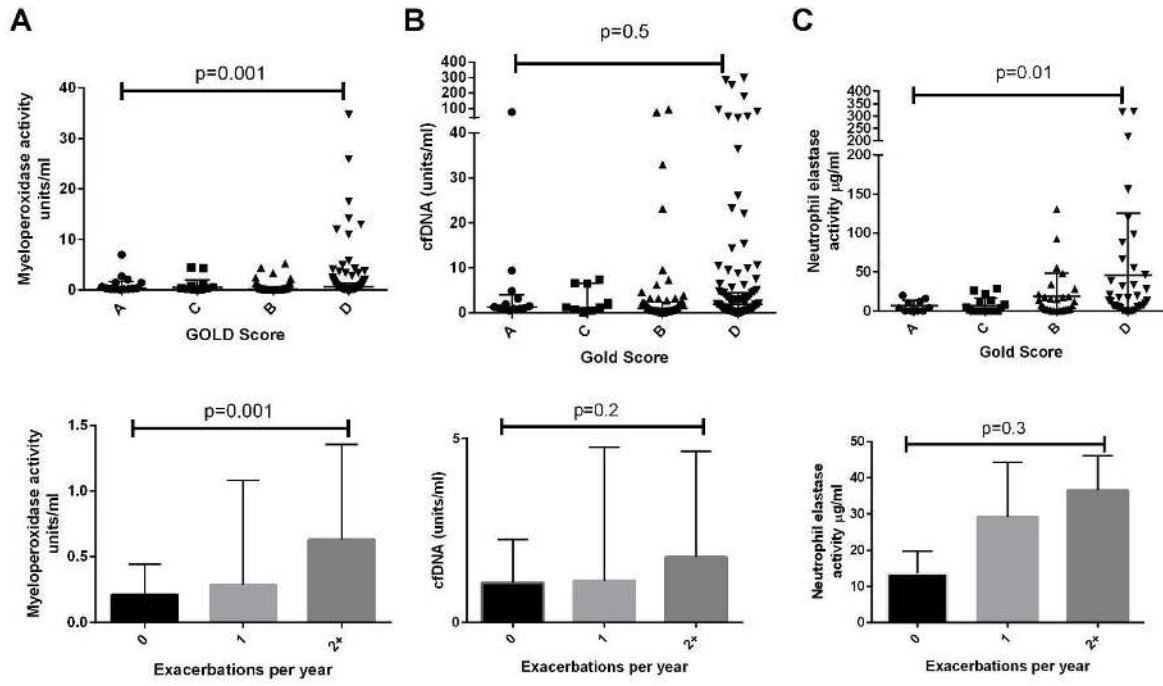 A
p=0.001
Myeloperoxidase activity
units/ml
40
30
20
10
0
A
C
B
D
GOLD Score
B
p=0.5
cfDNA (units/ml)
400
300
200
100
40
20
10
0
A
C
B
D
Gold Score
C
p=0.01
Neutrophil elastase
activity µg/ml
400
350
300
250
200
200
150
100
50
0
A
C
B
D
Gold Score
p=0.001
Myeloperoxidase activity
units/ml
1.5
1.0
0.5
0.0
0
1
2+
Exacerbations per year
p=0.2
cfDNA (units/ml)
5
0
0
1
2+
Exacerbations per year
p=0.3
Neutrophil elastase
activity µg/ml
50
40
30
20
10
0
0
1
2+
Exacerbations per year